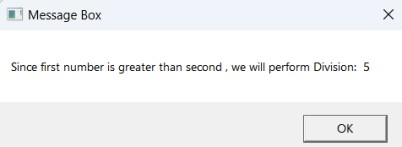 Message Box
Since first number is greater than second , we will perform Division:  5
OK